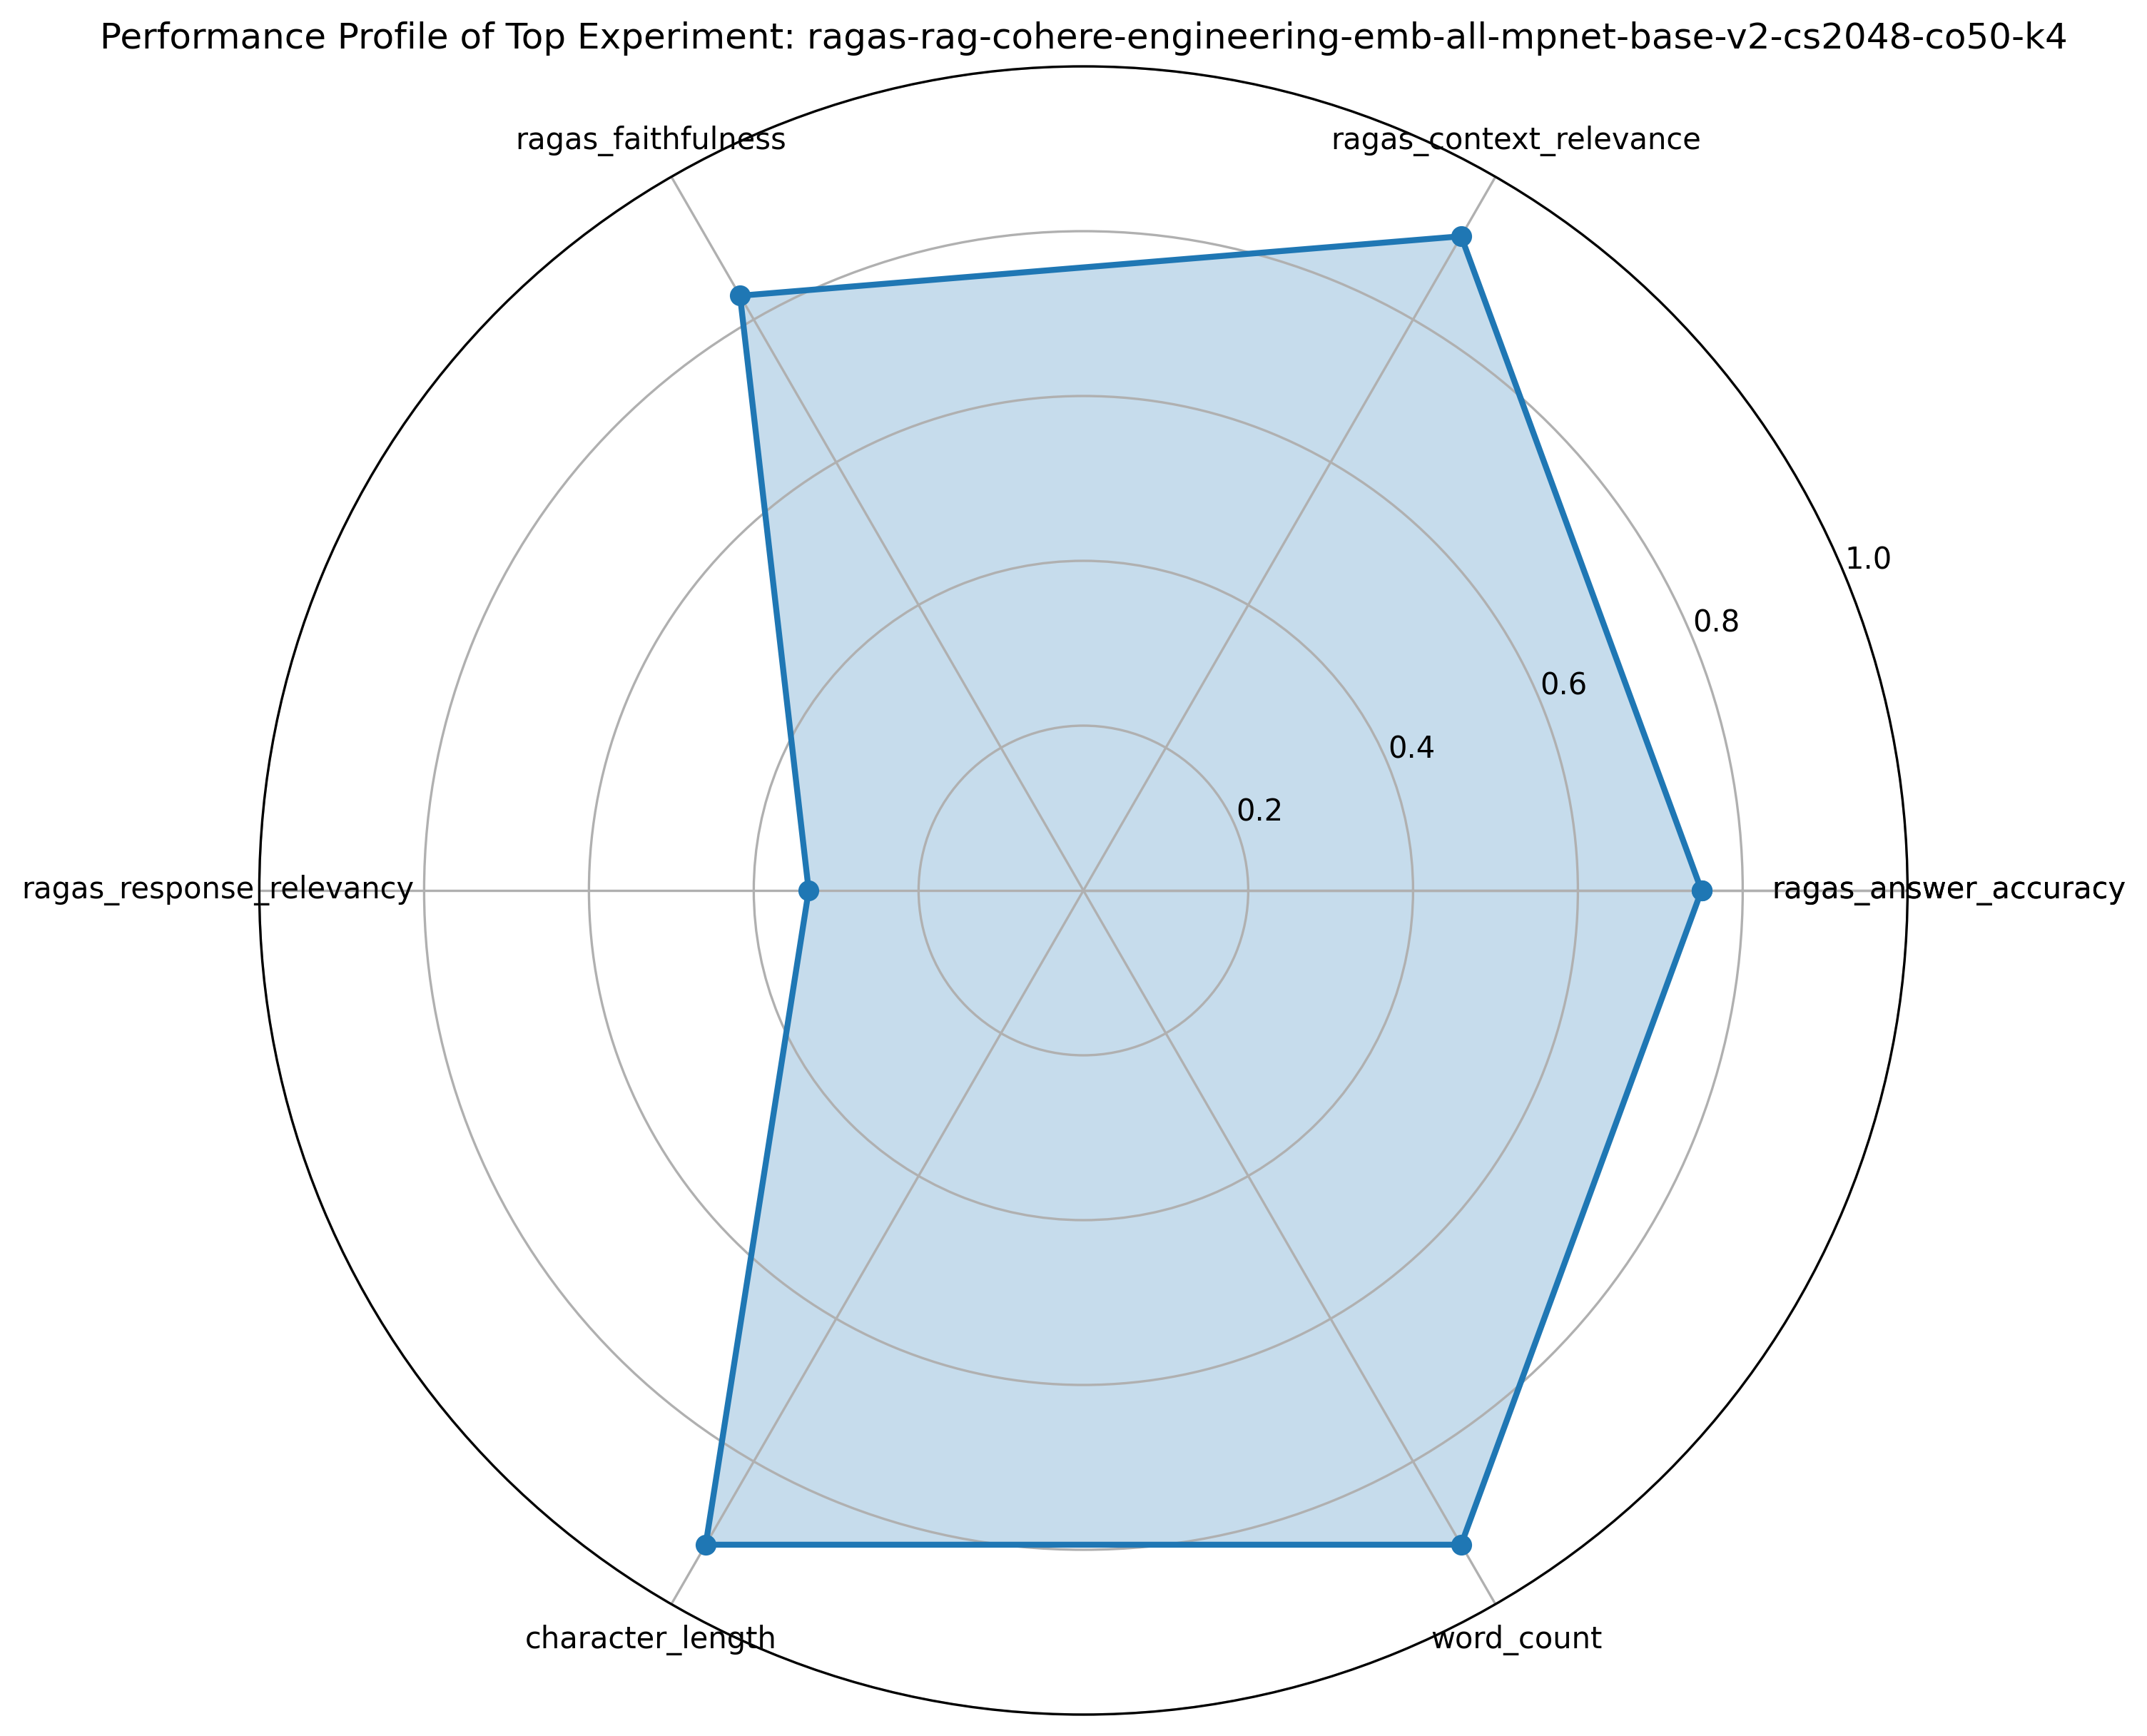 Performance Profile of Top Experiment: ragas-rag-cohere-engineering-emb-all-mpnet-base-v2-cs2048-co50-k4
ragas_faithfulness
ragas_context_relevance
1.0
0.8
0.6
0.4
0.2
ragas_response_relevancy
ragas_answer_accuracy
character_length
word_count